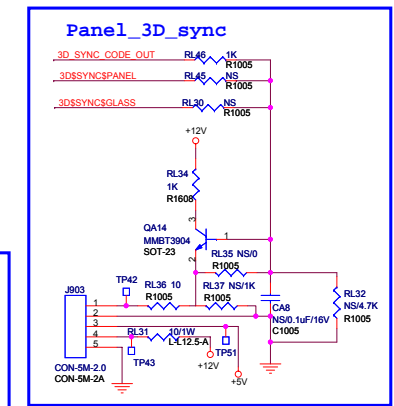 Panel_3D_sync
3D_SYNC_CODE_OUT RL46 1K
R1005
3D$SYNC$PANEL RL45 NS
R1005
3D$SYNC$GLASS RL30 NS
R1005
+12V
RL34
1K
R1608
3
QA14
MMBT3904 1
SOT-23
2
RL35 NS/0
R1005
TP42 RL36 10 RL37 NS/1K
R1005 R1005
J903
CA8
NS/0.1uF/16V
C1005
RL32
NS/4.7K
R1005
1
2
3
4
5
RL31 10/1W
L-L12.5-A
TP43 TP51
+12V
+5V
CON-5M-2.0
CON-5M-2A